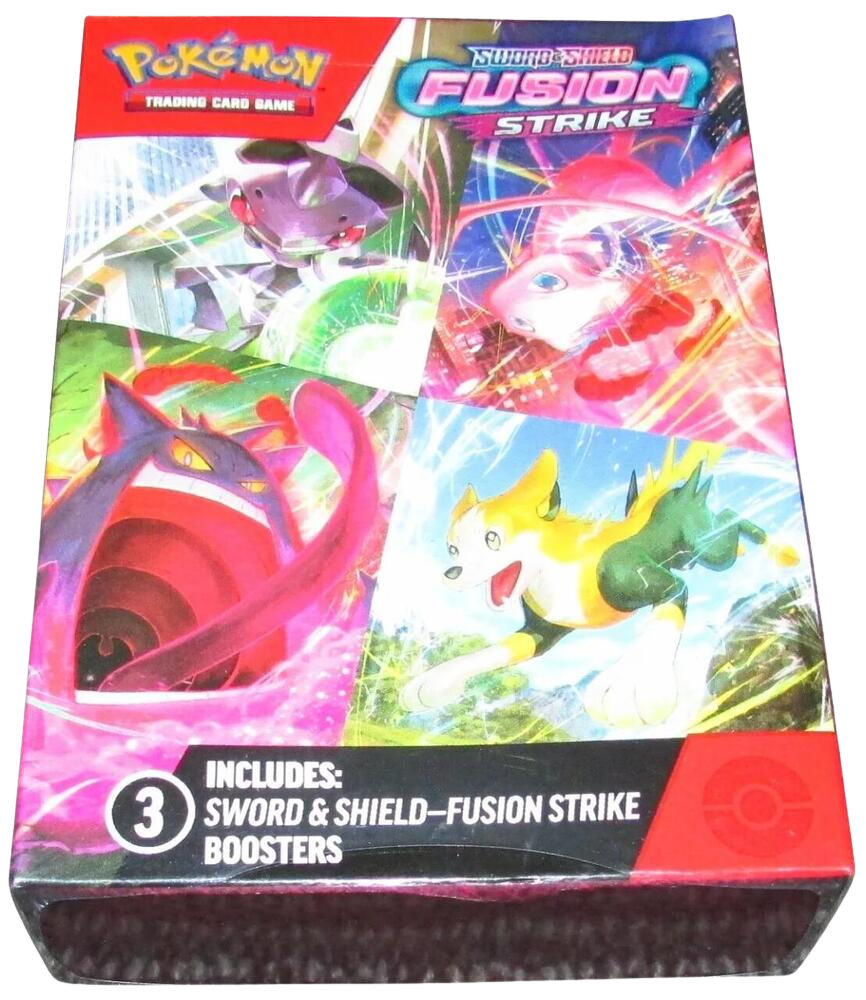 POKéMON
TRADING CARD GAME
SWORD & SHIELD
FUSION
STRIKE
3
INCLUDES:
SWORD & SHIELD–FUSION STRIKE
BOOSTERS